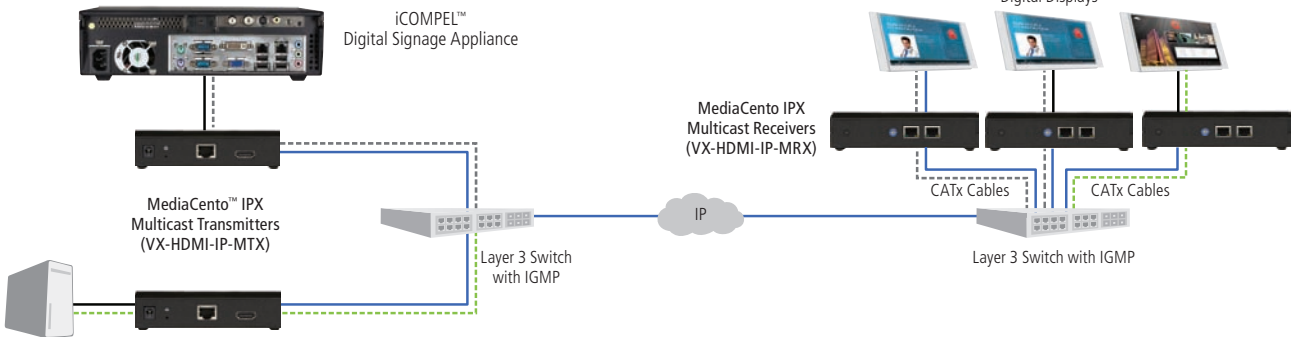 iCOMPEL™
Digital Signage Appliance
Digital Displays
MediaCento IPX
Multicast Receivers
(VX-HDMI-IP-MRX)
CATx Cables
CATx Cables
MediaCento™ IPX
Multicast Transmitters
(VX-HDMI-IP-MTX)
IP
Layer 3 Switch
with IGMP
Layer 3 Switch with IGMP